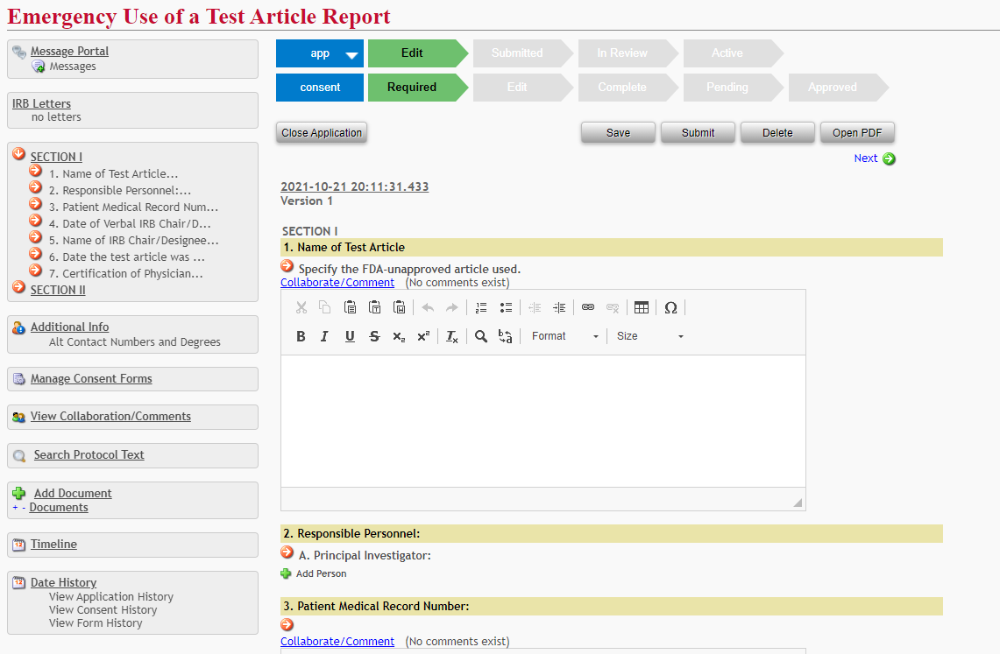 Emergency Use of a Test Article Report
Message Portal
Messages
IRB Letters
no letters
SECTION I
1. Name of Test Article...
2. Responsible Personnel:...
3. Patient Medical Record Num...
4. Date of Verbal IRB Chair/D...
5. Name of IRB Chair/Designee...
6. Date the test article was ...
7. Certification of Physician...
SECTION II
Additional Info
Alt Contact Numbers and Degrees
Manage Consent Forms
View Collaboration/Comments
Search Protocol Text
Add Document
+ - Documents
Timeline
Date History
View Application History
View Consent History
View Form History
app Edit Submitted In Review Active
consent Required Edit Complete Pending Approved
Close Application Save Submit Delete Open PDF
Next
2021-10-21 20:11:31.433
Version 1
SECTION I
1. Name of Test Article
Specify the FDA-unapproved article used.
Collaborate/Comment (No comments exist)
Format Size
2. Responsible Personnel:
A. Principal Investigator:
Add Person
3. Patient Medical Record Number:
Collaborate/Comment (No comments exist)